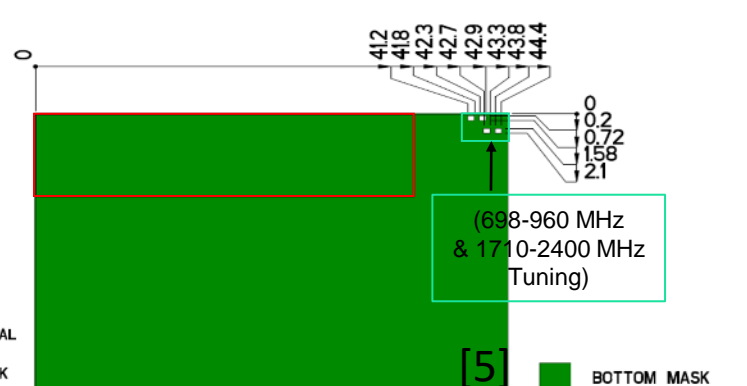 0
41.2
41.8
42.3
42.7
42.9
43.3
43.8
44.4
0
0.2
0.72
1.58
2.1
(698-960 MHz
& 1710-2400 MHz
Tuning)
AL
K
[5]
BOTTOM MASK